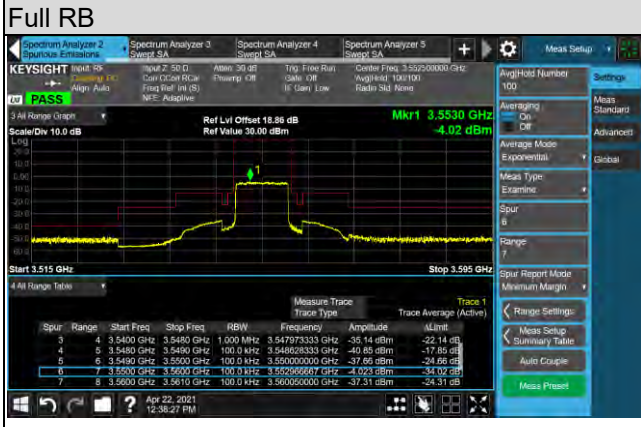 Full RB
Spectrum Analyzer 2
Spurious Emissions
Spectrum Analyzer 3
Swept SA
Spectrum Analyzer 4
Swept SA
Spectrum Analyzer 5
Swept SA
Meas Setup
KEYSIGHT
Input: RF
Coupling: DC
Align: Auto
Input Z: 50 Ω
Corr CCorr RCal
Freq Ref: Int (S)
NFE: Adaptive
Atten: 30 dB
Preamp: Off
Trig: Free Run
Gate: Off
IF Gain: Low
Center Freq: 3.552500000 GHz
Avg|Hold: 100/100
Radio Std: None
PASS
3 All Range Graph
Scale/Div 10.0 dB
Ref Lvl Offset 18.86 dB
Ref Value 30.00 dBm
Mkr1 3.5530 GHz
-4.02 dBm
Log
1
Start 3.515 GHz
Stop 3.595 GHz
4 All Range Table
Measure Trace
Trace 1
Trace Type
Trace Average (Active)
Spur Range Start Freq Stop Freq RBW Frequency Amplitude ΔLimit
3 4 3.5400 GHz 3.5480 GHz 1.000 MHz 3.547973333 GHz -35.14 dBm -22.14 dB
4 5 3.5480 GHz 3.5490 GHz 100.0 kHz 3.548628333 GHz -40.85 dBm -17.85 dB
5 6 3.5490 GHz 3.5500 GHz 100.0 kHz 3.550000000 GHz -37.66 dBm -24.66 dB
6 7 3.5500 GHz 3.5600 GHz 100.0 kHz 3.552966667 GHz -4.023 dBm -34.02 dB
7 8 3.5600 GHz 3.5610 GHz 100.0 kHz 3.560050000 GHz -37.31 dBm -24.31 dB
Avg|Hold Number
100
Averaging
On
Off
Average Mode
Exponential
Meas Type
Examine
Spur
6
Range
7
Spur Report Mode
Minimum Margin
Range Settings
Meas Setup
Summary Table
Auto Couple
Meas Preset
Settings
Meas
Standard
Advanced
Global
?
Apr 22, 2021
12:38:27 PM